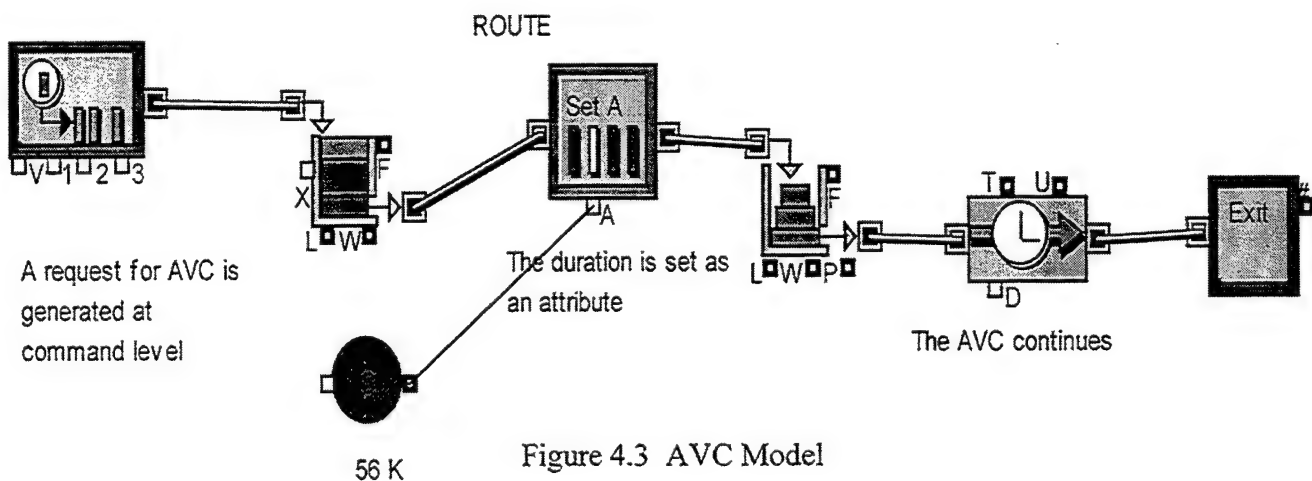 ROUTE
Set A
V 1 2 3
F
X
L W
A
F
L W P
T U
D
Exit
#
A request for AVC is
generated at
command level
The duration is set as
an attribute
The AVC continues
56 K
Figure 4.3 AVC Model